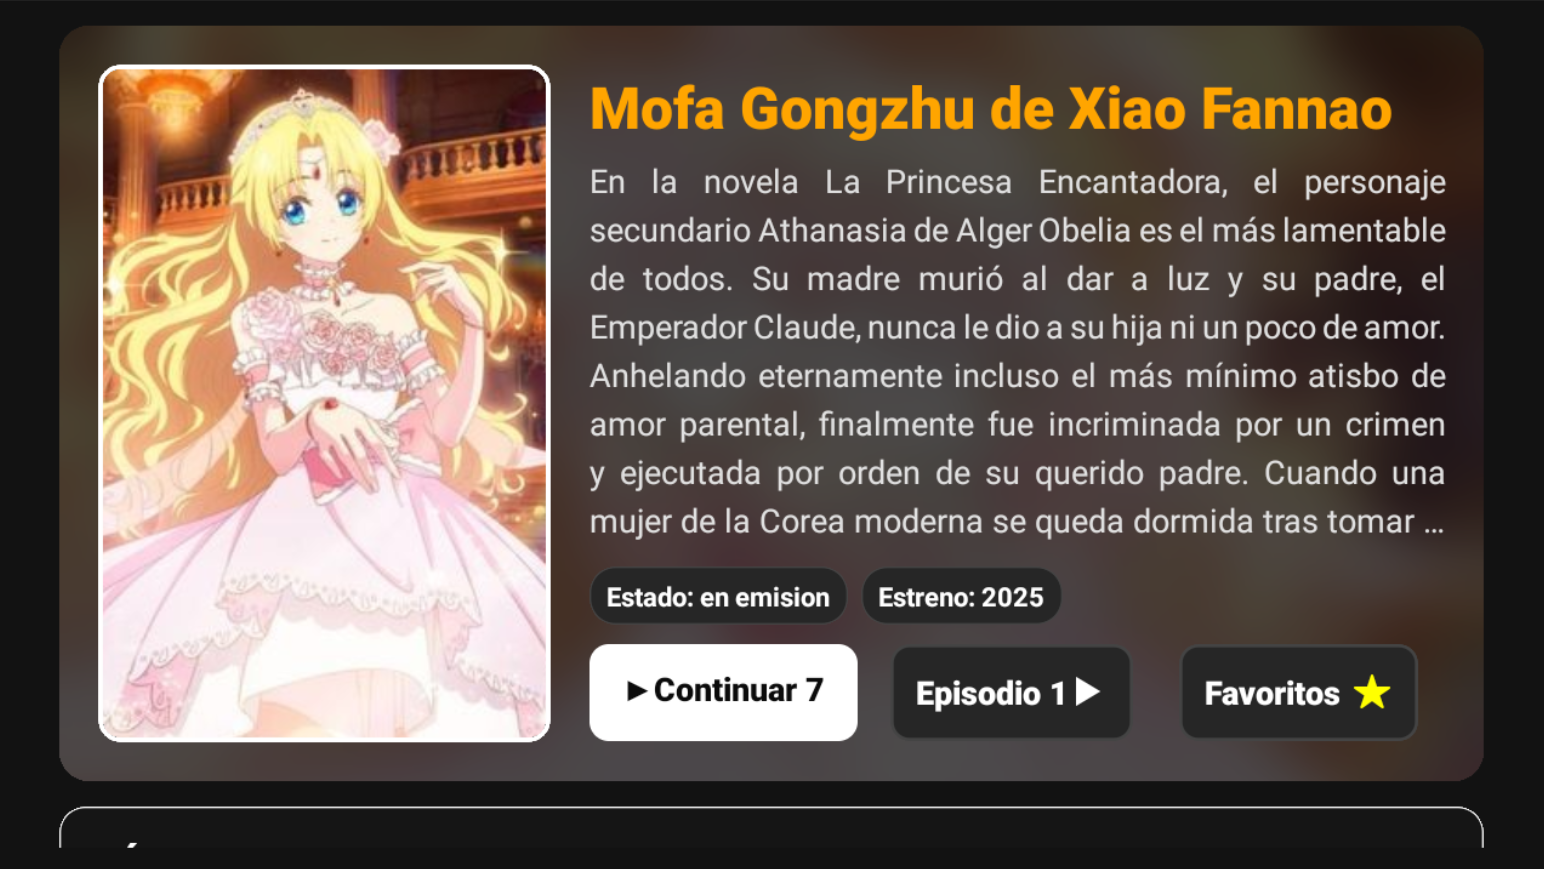 Mofa Gongzhu de Xiao Fannao
En la novela La Princesa Encantadora, el personaje
secundario Athanasia de Alger Obelia es el más lamentable
de todos. Su madre murió al dar a luz y su padre, el
Emperador Claude, nunca le dio a su hija ni un poco de amor.
Anhelando eternamente incluso el más mínimo atisbo de
amor parental, finalmente fue incriminada por un crimen
y ejecutada por orden de su querido padre. Cuando una
mujer de la Corea moderna se queda dormida tras tomar ...
Estado: en emision
Estreno: 2025
►Continuar 7
Episodio 1 ▶
Favoritos ★